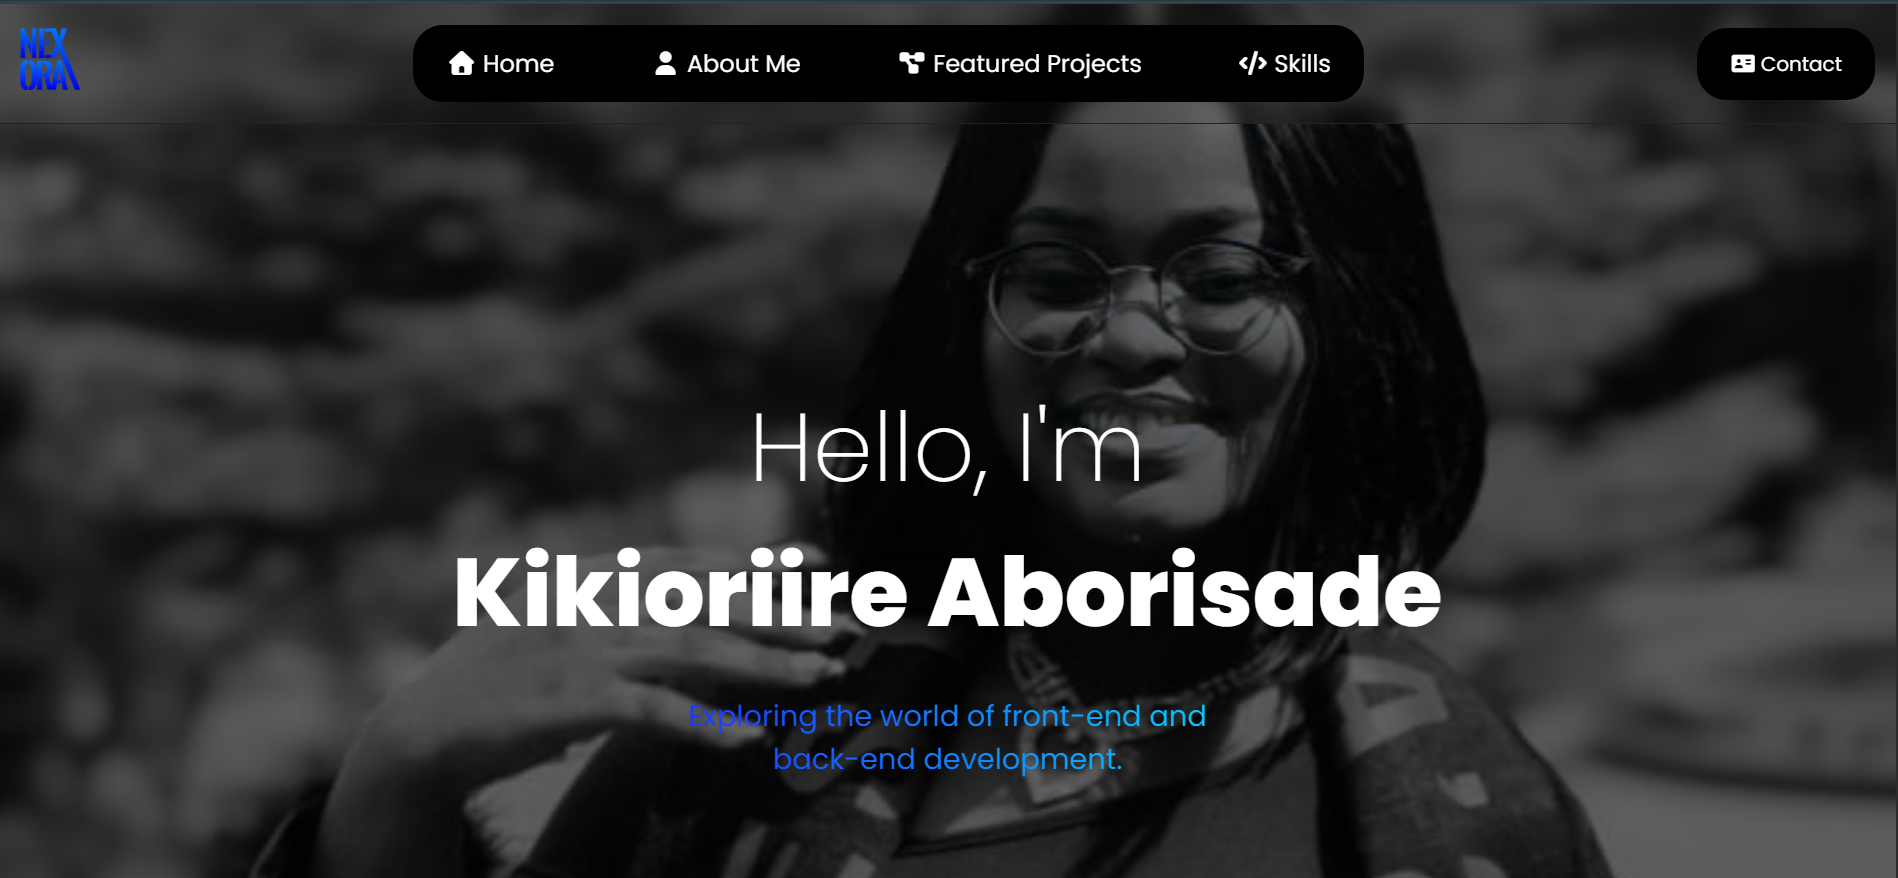 NEX
ORA
Home
About Me
Featured Projects
Skills
Contact
Hello, I'm
Kikioriire Aborisade
Exploring the world of front-end and
back-end development.